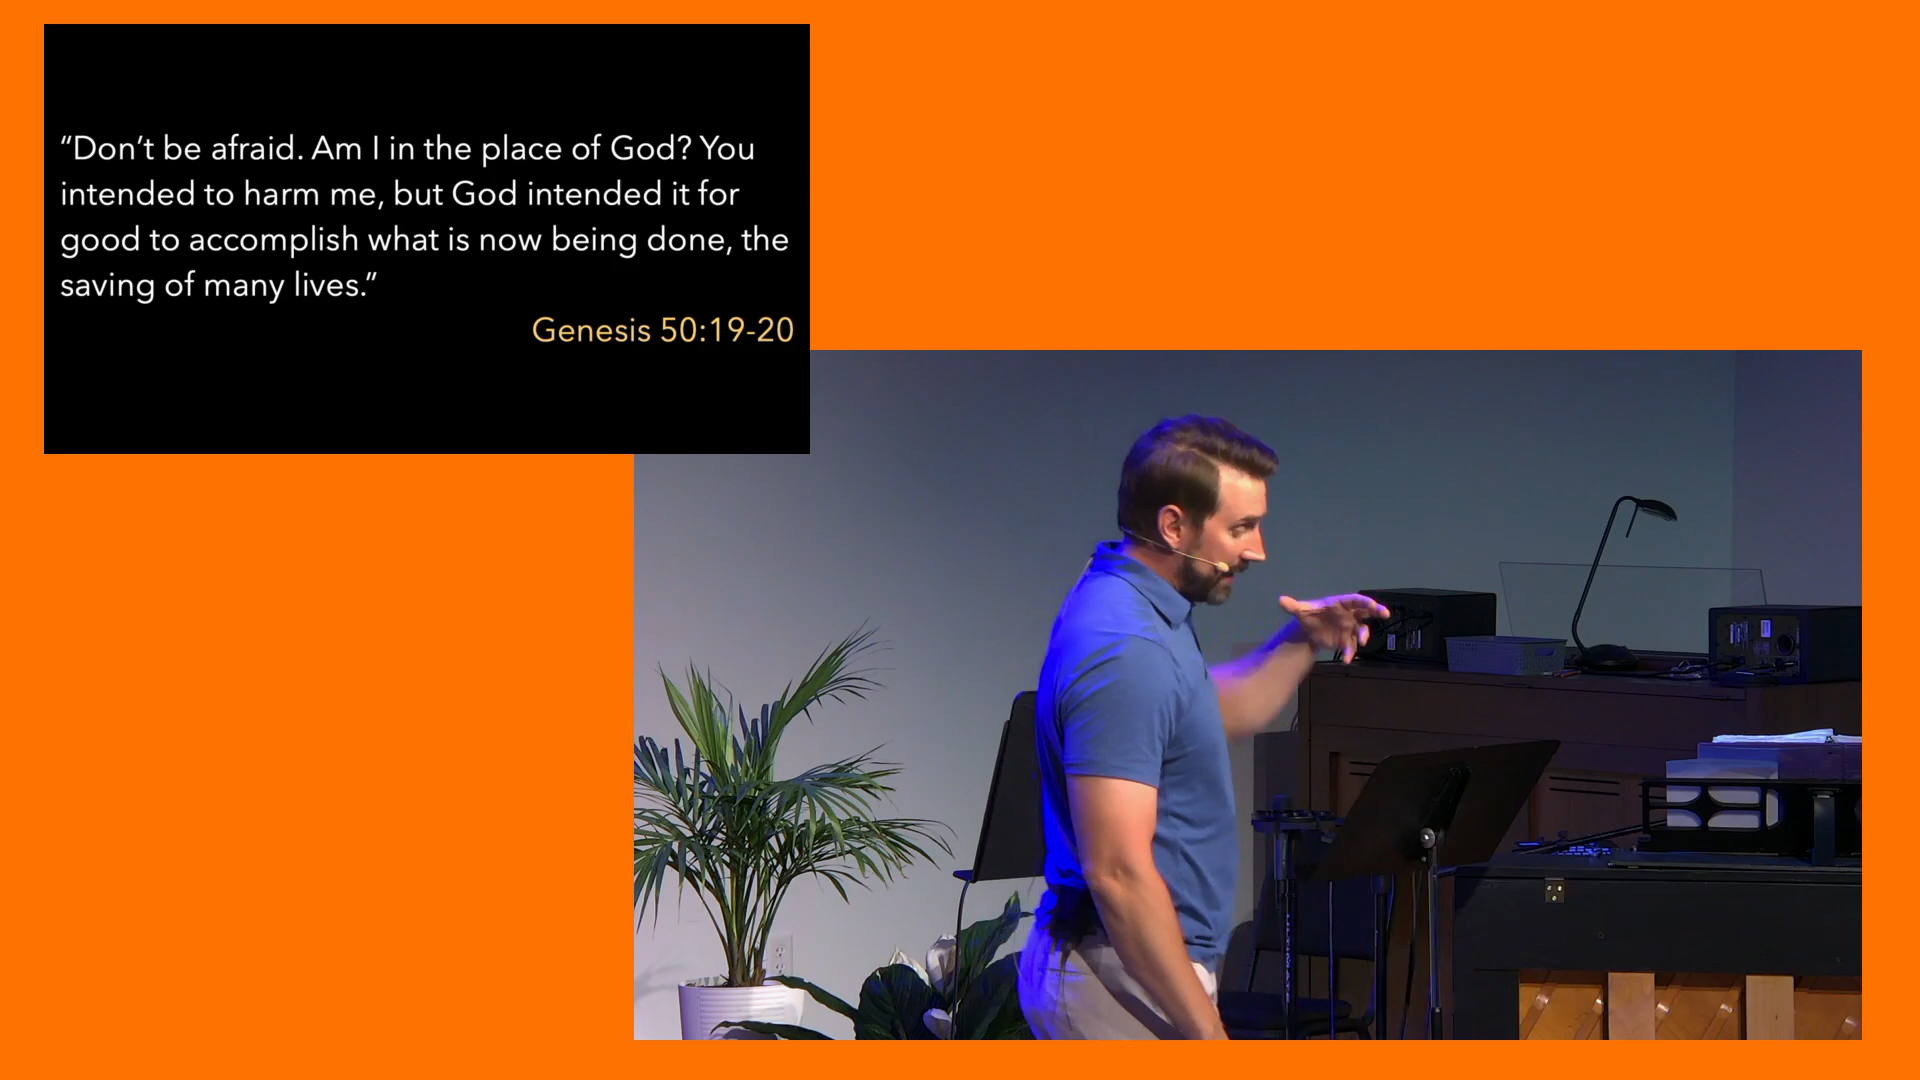 “Don’t be afraid. Am I in the place of God? You
intended to harm me, but God intended it for
good to accomplish what is now being done, the
saving of many lives.”
Genesis 50:19-20